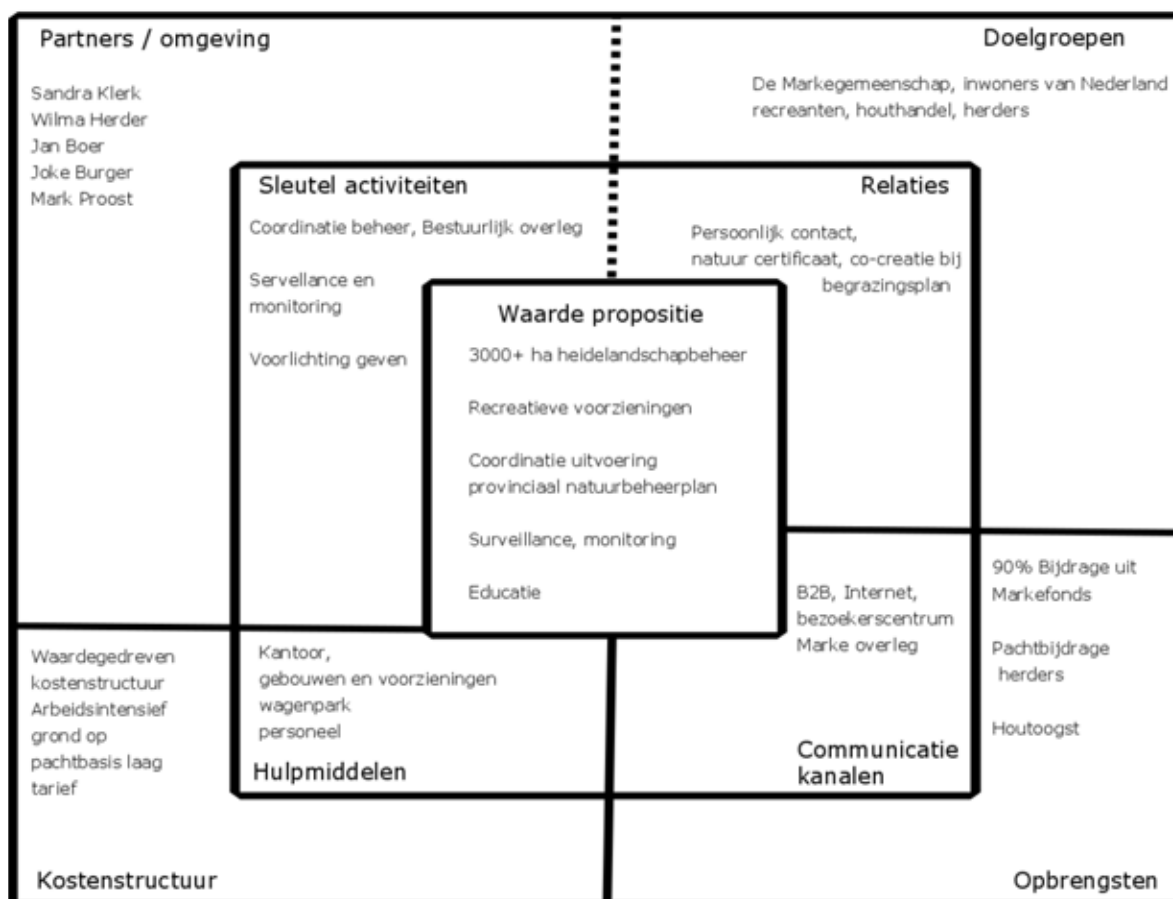 Partners / omgeving
Sandra Klerk
Wilma Herder
Jan Boer
Joke Burger
Mark Proost
Doelgroepen
De Markegemeenschap, inwoners van Nederland
recreanten, houthandel, herders
Sleutel activiteiten
Coordinatie beheer, Bestuurlijk overleg
Servellance en
monitoring
Voorlichting geven
Relaties
Persoonlijk contact,
natuur certificaat, co-creatie bij
begrazingsplan
Waarde propositie
3000+ ha heidelandschapbeheer
Recreatieve voorzieningen
Coordinatie uitvoering
provinciaal natuurbeheerplan
Surveillance, monitoring
Educatie
Waardegedreven
kostenstructuur
Arbeidsintensief
grond op
pachtbasis laag
tarief
Kostenstructuur
Kantoor,
gebouwen en voorzieningen
wagenpark
personeel
Hulpmiddelen
B2B, Internet,
bezoekerscentrum
Marke overleg
Communicatie
kanalen
90% Bijdrage uit
Markefonds
Pachtbijdrage
herders
Houtoogst
Opbrengsten